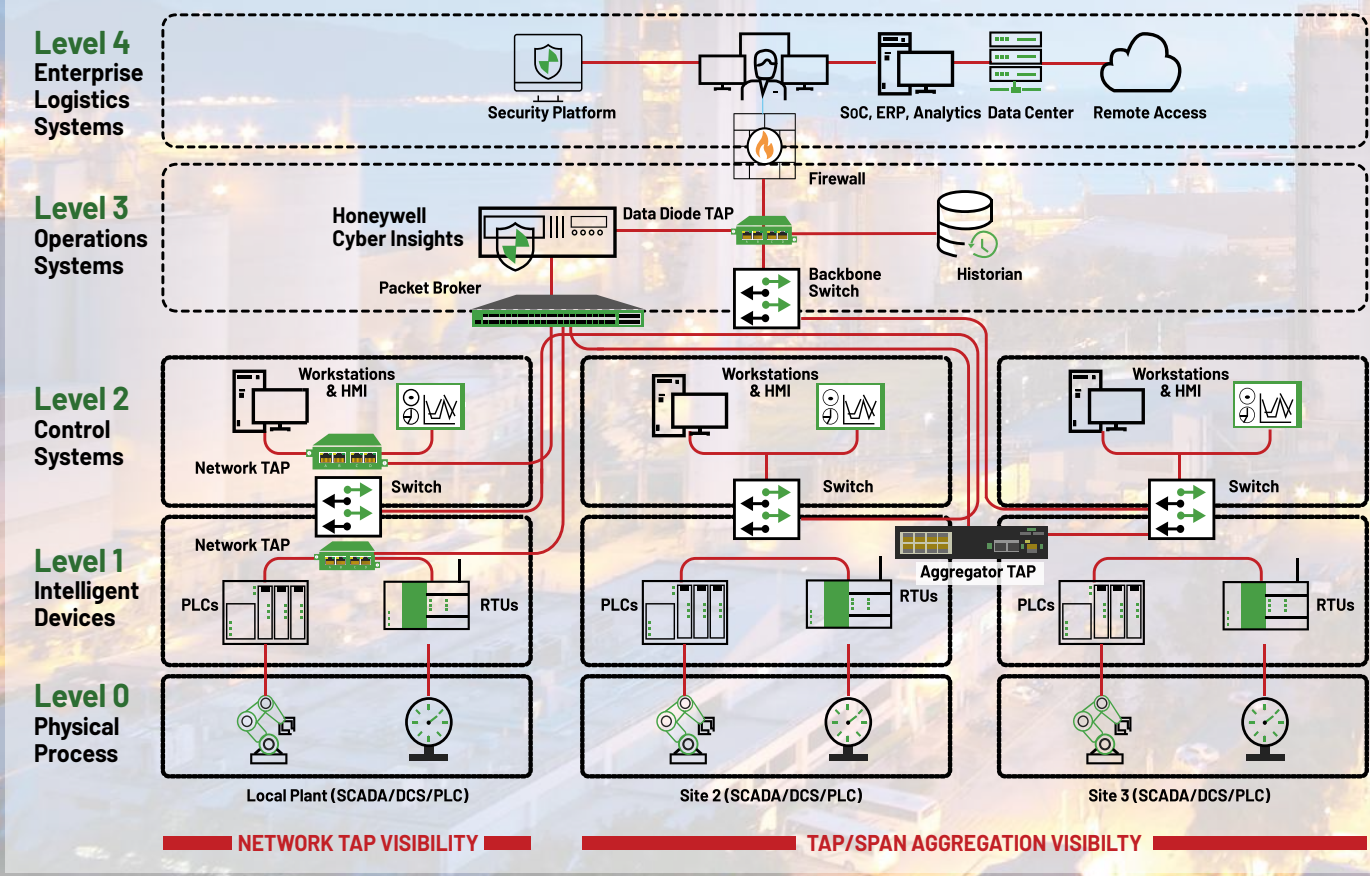 Level 4
Enterprise
Logistics
Systems
Security Platform
SoC, ERP, Analytics
Data Center
Remote Access
Firewall
Level 3
Operations
Systems
Honeywell
Cyber Insights
Data Diode TAP
Packet Broker
Backbone
Switch
Historian
Level 2
Control
Systems
Workstations
& HMI
Network TAP
Switch
Workstations
& HMI
Switch
Workstations
& HMI
Switch
Level 1
Intelligent
Devices
Network TAP
PLCs
RTUs
PLCs
RTUs
Aggregator TAP
PLCs
RTUs
Level 0
Physical
Process
Local Plant (SCADA/DCS/PLC)
Site 2 (SCADA/DCS/PLC)
Site 3 (SCADA/DCS/PLC)
NETWORK TAP VISIBILITY
TAP/SPAN AGGREGATION VISIBILTY